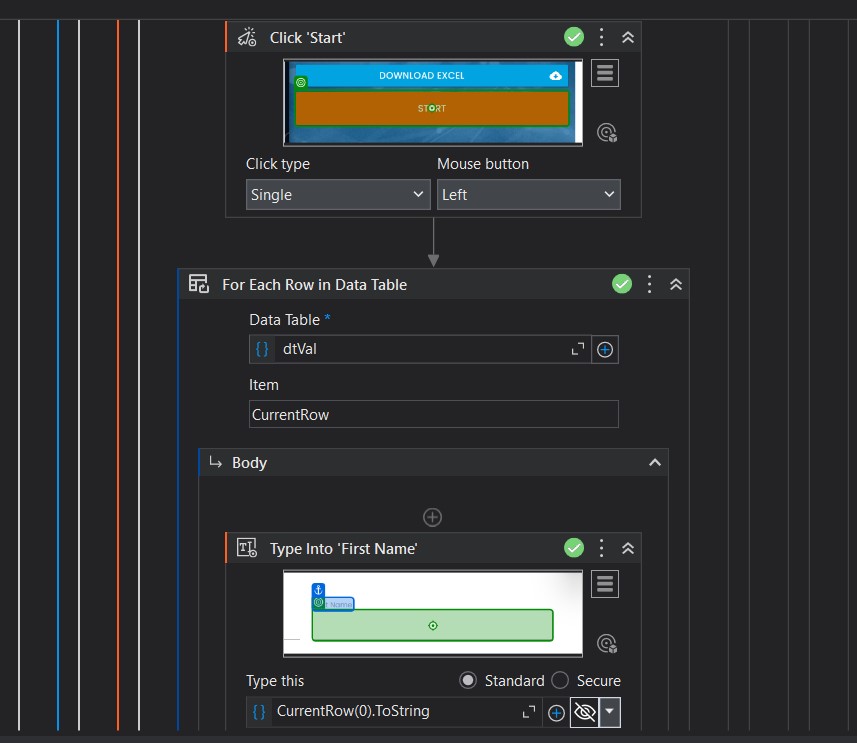 Click 'Start'
DOWNLOAD EXCEL
START
Click type Mouse button
Single Left
For Each Row in Data Table
Data Table *
{} dtVal
Item
CurrentRow
Body
TI Type Into 'First Name'
Name
Type this Standard Secure
{} CurrentRow(0).ToString